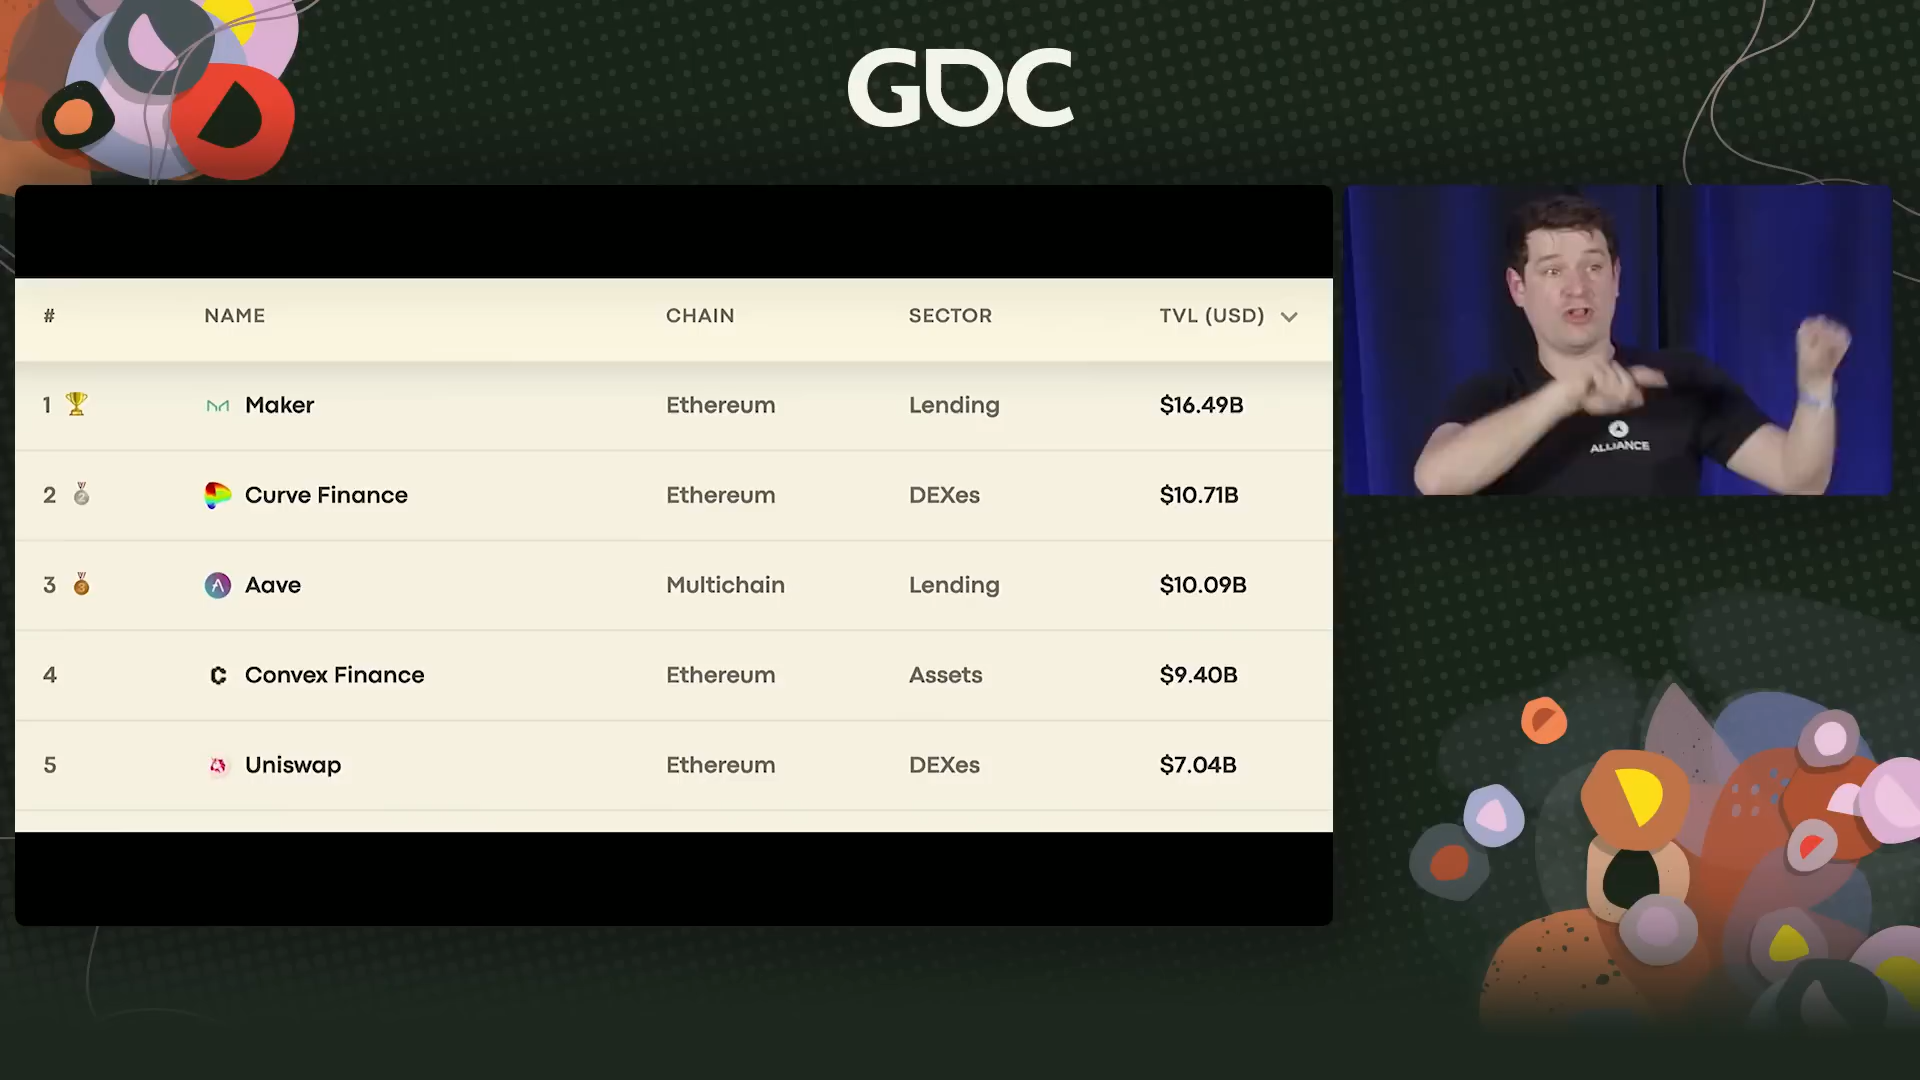 GDC
# NAME CHAIN SECTOR TVL (USD)
1 Maker Ethereum Lending $16.49B
2 Curve Finance Ethereum DEXes $10.71B
3 Aave Multichain Lending $10.09B
4 Convex Finance Ethereum Assets $9.40B
5 Uniswap Ethereum DEXes $7.04B
ALLIANCE